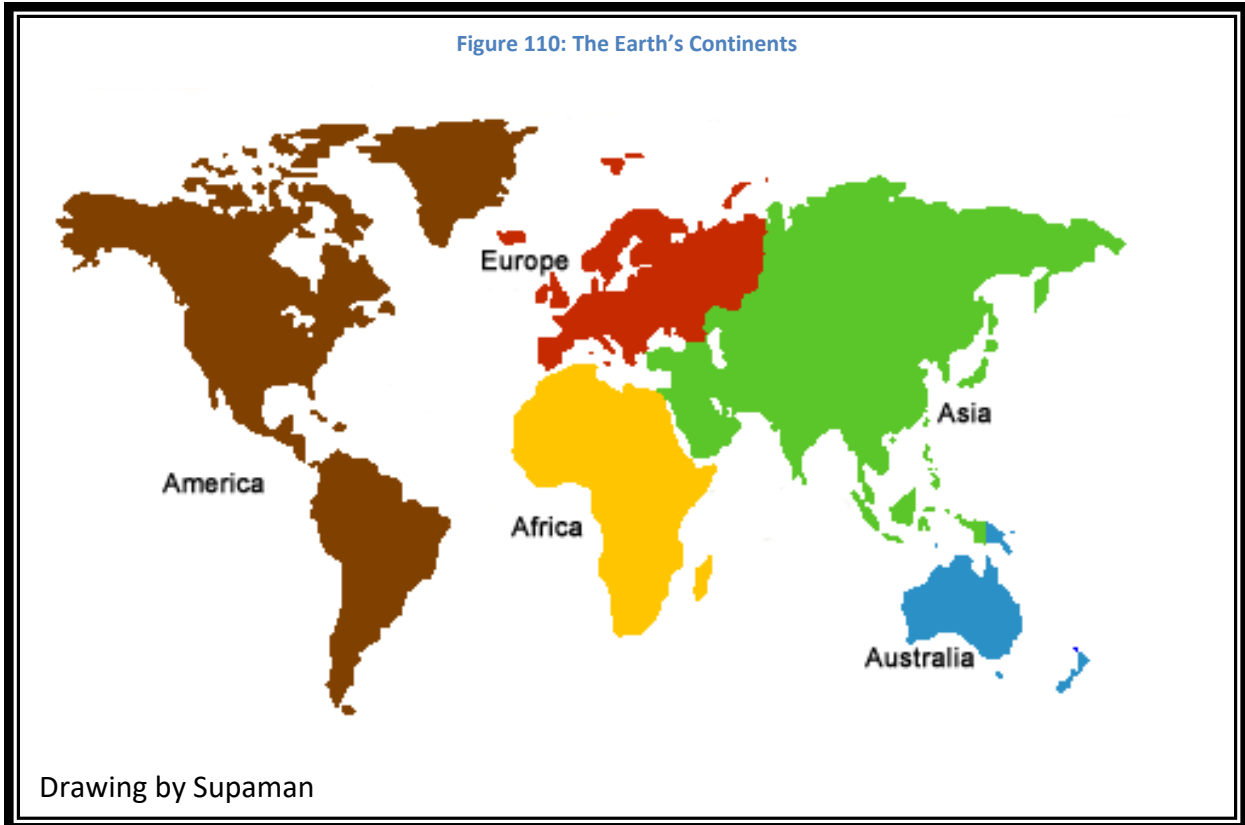 Figure 110: The Earth’s Continents
Europe
Asia
America
Africa
Australia
Drawing by Supaman